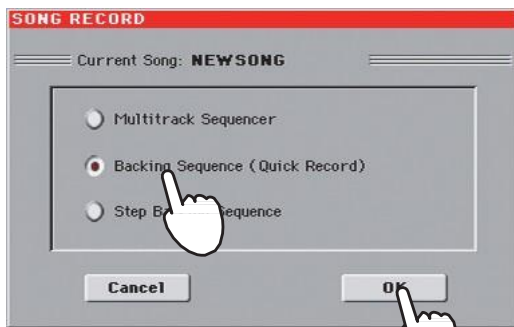 SONG RECORD
Current Song: NEWSONG
Multitrack Sequencer
Backing Sequence (Quick Record)
Step Sequence
Cancel
OK